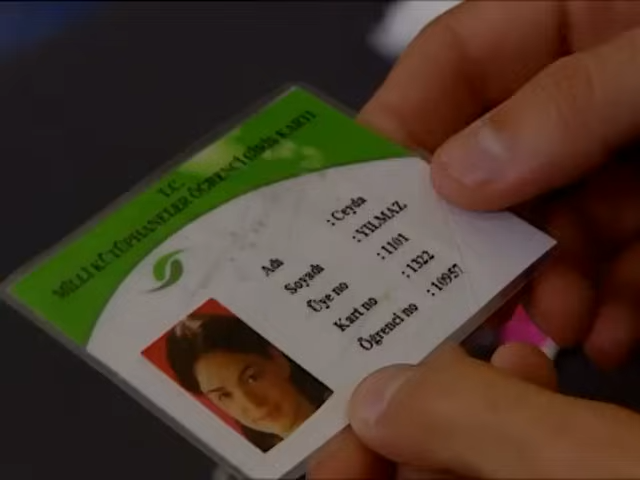 T.C.
MİLLİ KÜTÜPHANELER ÖĞRENCİ GİRİŞ KARTI
Adı : Ceyda
Soyadı : YILMAZ
Üye no : 1101
Kart no : 1322
Öğrenci no : 16957